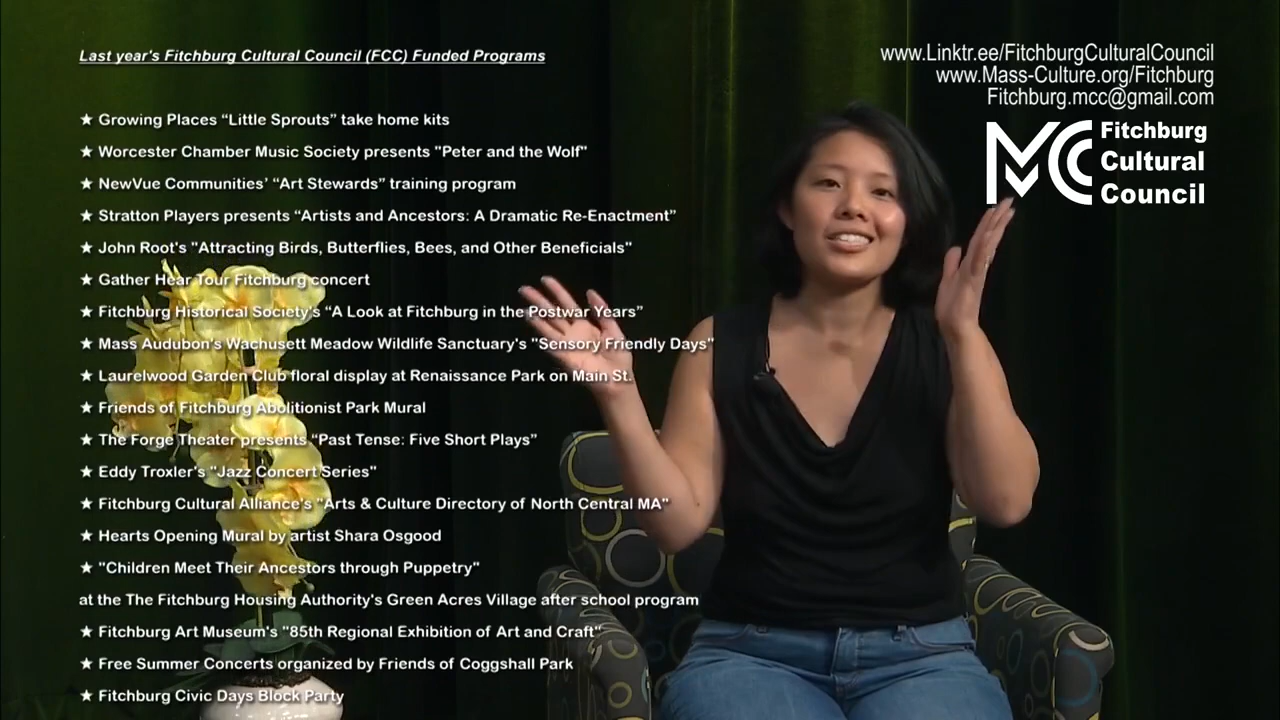 Last year's Fitchburg Cultural Council (FCC) Funded Programs
★ Growing Places “Little Sprouts” take home kits
★ Worcester Chamber Music Society presents "Peter and the Wolf"
★ NewVue Communities’ “Art Stewards” training program
★ Stratton Players presents “Artists and Ancestors: A Dramatic Re-Enactment”
★ John Root's "Attracting Birds, Butterflies, Bees, and Other Beneficials"
★ Gather Hear Tour Fitchburg concert
★ Fitchburg Historical Society's “A Look at Fitchburg in the Postwar Years”
★ Mass Audubon's Wachusett Meadow Wildlife Sanctuary's "Sensory Friendly Days"
★ Laurelwood Garden Club floral display at Renaissance Park on Main St.
★ Friends of Fitchburg Abolitionist Park Mural
★ The Forge Theater presents “Past Tense: Five Short Plays”
★ Eddy Troxler's "Jazz Concert Series"
★ Fitchburg Cultural Alliance's "Arts & Culture Directory of North Central MA"
★ Hearts Opening Mural by artist Shara Osgood
★ "Children Meet Their Ancestors through Puppetry"
at the The Fitchburg Housing Authority's Green Acres Village after school program
★ Fitchburg Art Museum's "85th Regional Exhibition of Art and Craft"
★ Free Summer Concerts organized by Friends of Coggshall Park
★ Fitchburg Civic Days Block Party
www.Linktr.ee/FitchburgCulturalCouncil
www.Mass-Culture.org/Fitchburg
Fitchburg.mcc@gmail.com
MCC
Fitchburg
Cultural
Council